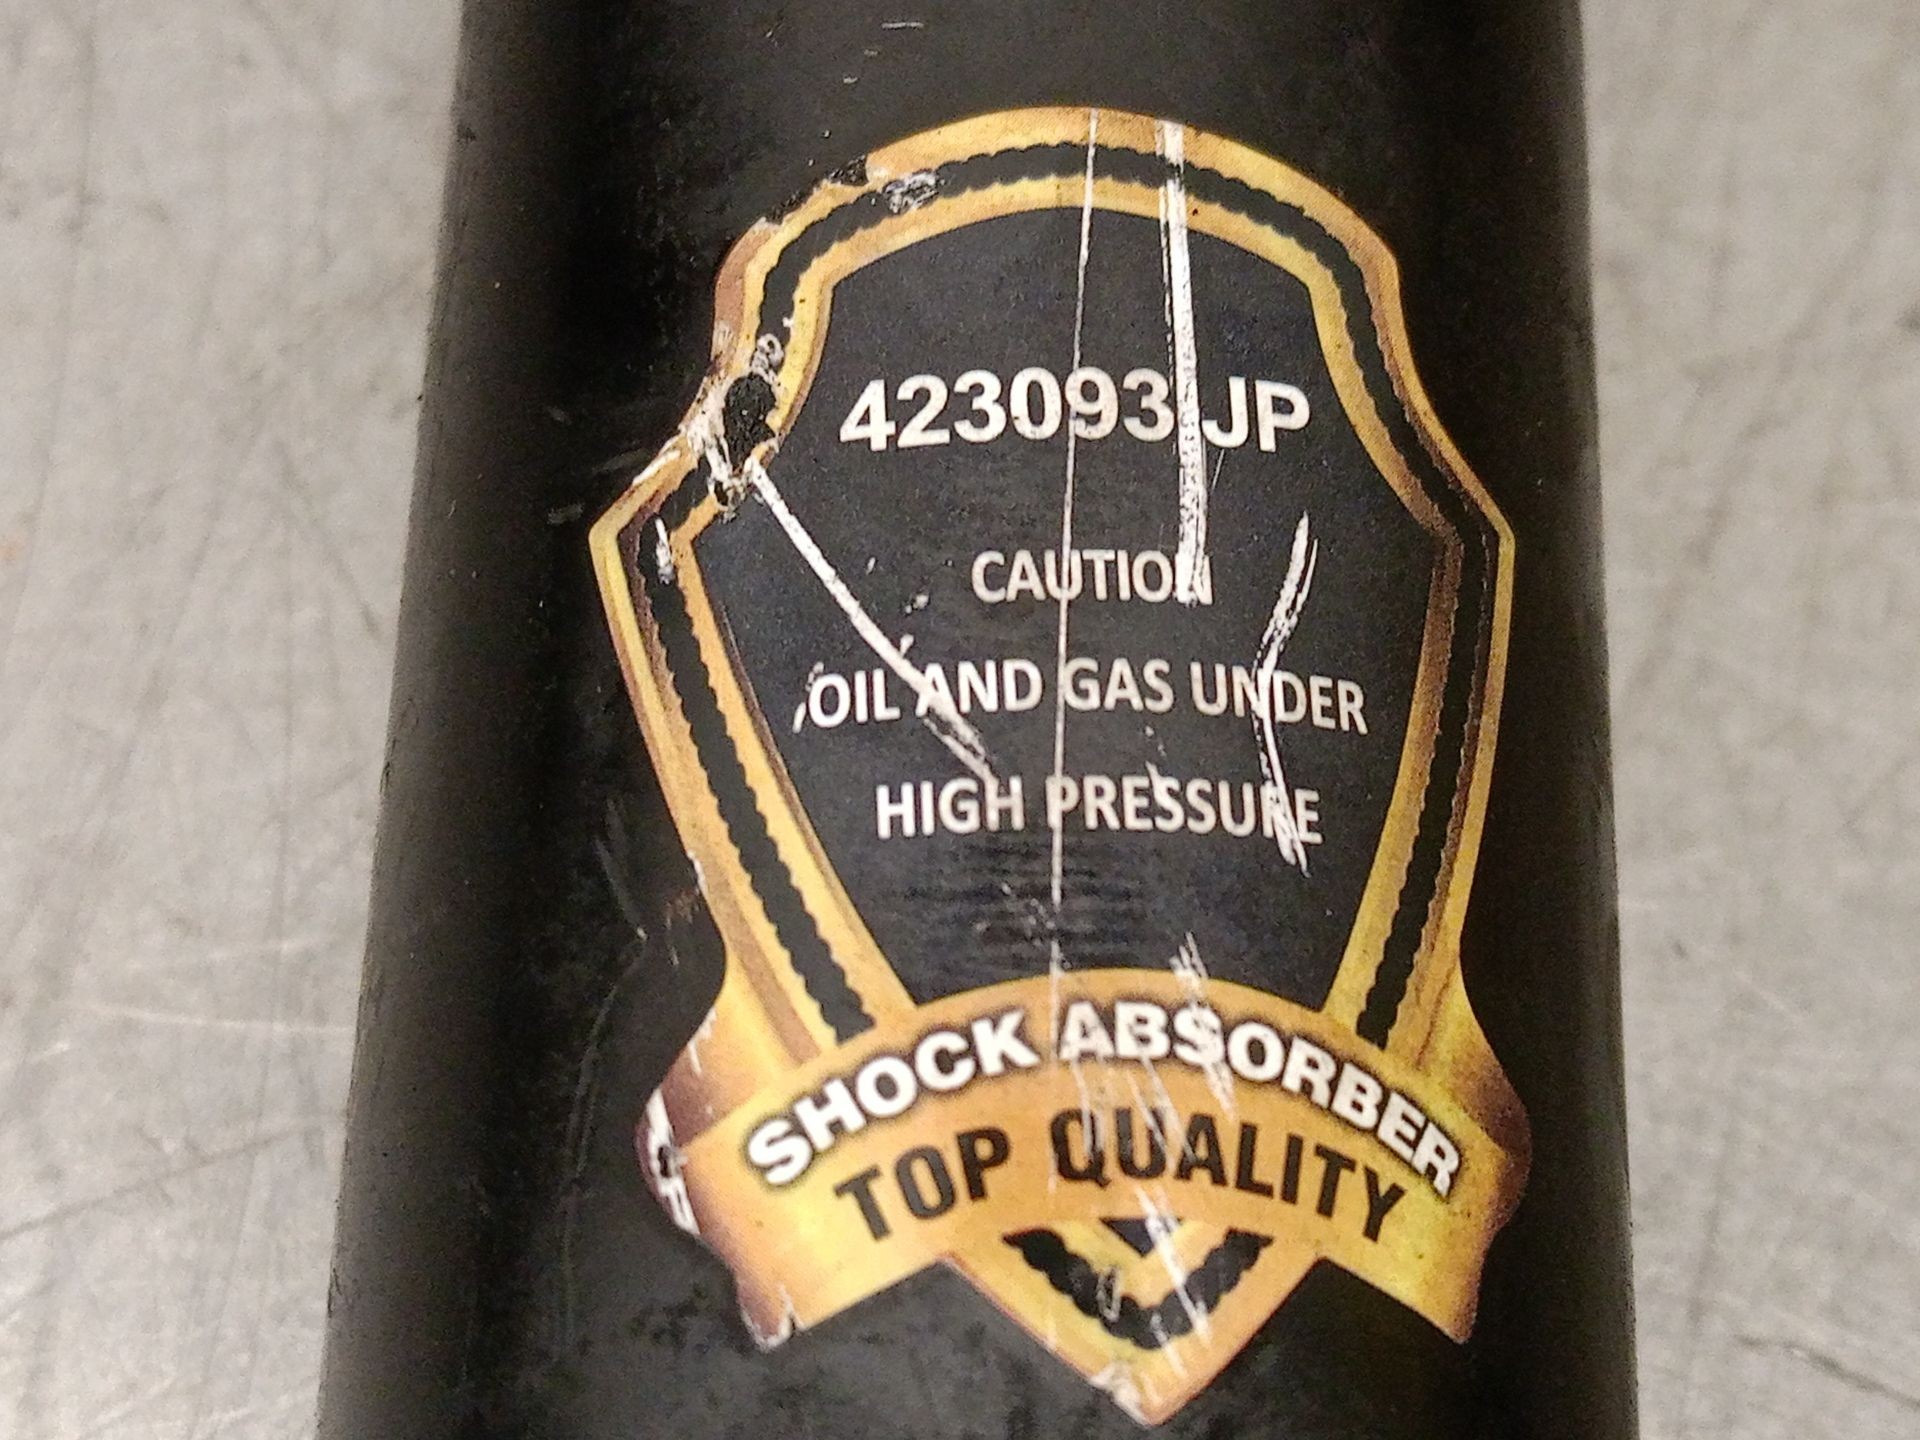 423093 JP
CAUTION
OIL AND GAS UNDER
HIGH PRESSURE
SHOCK ABSORBER
TOP QUALITY